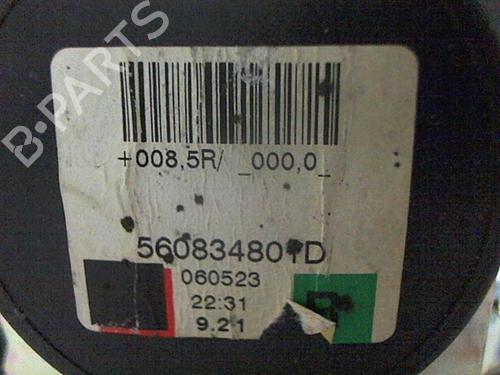 B-PARTS
+008,5R/ _000,0_
560834801D
060523
22:31
9.21